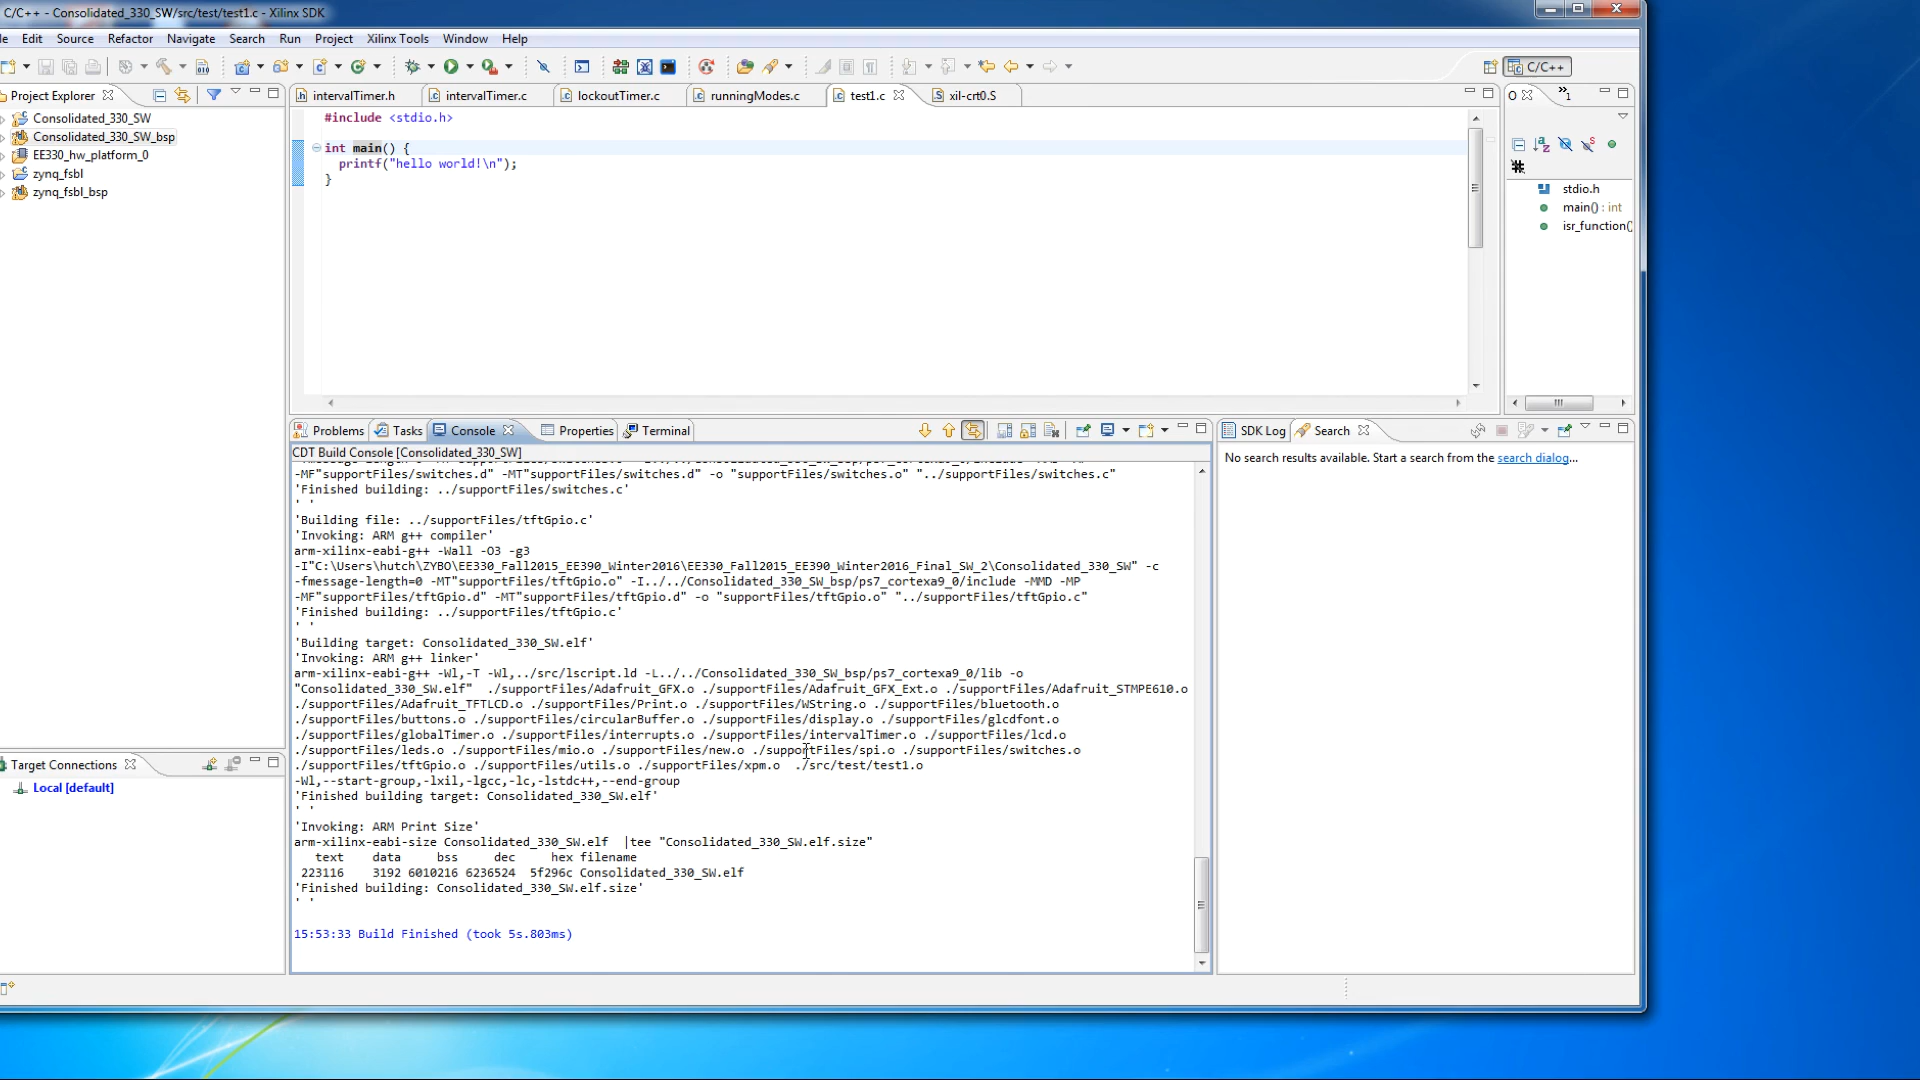 C/C++ - Consolidated_330_SW/src/test/test1.c - Xilinx SDK
le Edit Source Refactor Navigate Search Run Project Xilinx Tools Window Help
C/C++
Project Explorer
Consolidated_330_SW
Consolidated_330_SW_bsp
EE330_hw_platform_0
zynq_fsbl
zynq_fsbl_bsp
intervalTimer.h intervalTimer.c lockoutTimer.c runningModes.c test1.c xil-crt0.S
#include <stdio.h>
int main() {
printf("hello world!\n");
}
O »1
stdio.h
main() : int
isr_function()
Problems Tasks Console Properties Terminal
CDT Build Console [Consolidated_330_SW]
-MF"supportFiles/switches.d" -MT"supportFiles/switches.d" -o "supportFiles/switches.o" "../supportFiles/switches.c"
'Finished building: ../supportFiles/switches.c'
' '
'Building file: ../supportFiles/tftGpio.c'
'Invoking: ARM g++ compiler'
arm-xilinx-eabi-g++ -Wall -O3 -g3
-I"C:\Users\hutch\ZYBO\EE330_Fall2015_EE390_Winter2016\EE330_Fall2015_EE390_Winter2016_Final_SW_2\Consolidated_330_SW" -c
-fmessage-length=0 -MT"supportFiles/tftGpio.o" -I../../Consolidated_330_SW_bsp/ps7_cortexa9_0/include -MMD -MP
-MF"supportFiles/tftGpio.d" -MT"supportFiles/tftGpio.d" -o "supportFiles/tftGpio.o" "../supportFiles/tftGpio.c"
'Finished building: ../supportFiles/tftGpio.c'
' '
'Building target: Consolidated_330_SW.elf'
'Invoking: ARM g++ linker'
arm-xilinx-eabi-g++ -Wl,-T -Wl,../src/lscript.ld -L../../Consolidated_330_SW_bsp/ps7_cortexa9_0/lib -o
"Consolidated_330_SW.elf" ./supportFiles/Adafruit_GFX.o ./supportFiles/Adafruit_GFX_Ext.o ./supportFiles/Adafruit_STMPE610.o
./supportFiles/Adafruit_TFTLCD.o ./supportFiles/Print.o ./supportFiles/WString.o ./supportFiles/bluetooth.o
./supportFiles/buttons.o ./supportFiles/circularBuffer.o ./supportFiles/display.o ./supportFiles/glcdfont.o
./supportFiles/globalTimer.o ./supportFiles/interrupts.o ./supportFiles/intervalTimer.o ./supportFiles/lcd.o
./supportFiles/leds.o ./supportFiles/mio.o ./supportFiles/new.o ./supportFiles/spi.o ./supportFiles/switches.o
./supportFiles/tftGpio.o ./supportFiles/utils.o ./supportFiles/xpm.o ./src/test/test1.o
-Wl,--start-group,-lxil,-lgcc,-lc,-lstdc++,--end-group
'Finished building target: Consolidated_330_SW.elf'
' '
'Invoking: ARM Print Size'
arm-xilinx-eabi-size Consolidated_330_SW.elf |tee "Consolidated_330_SW.elf.size"
text data bss dec hex filename
223116 3192 6010216 6236524 5f296c Consolidated_330_SW.elf
'Finished building: Consolidated_330_SW.elf.size'
' '
15:53:33 Build Finished (took 5s.803ms)
SDK Log Search
No search results available. Start a search from the search dialog...
Target Connections
Local [default]